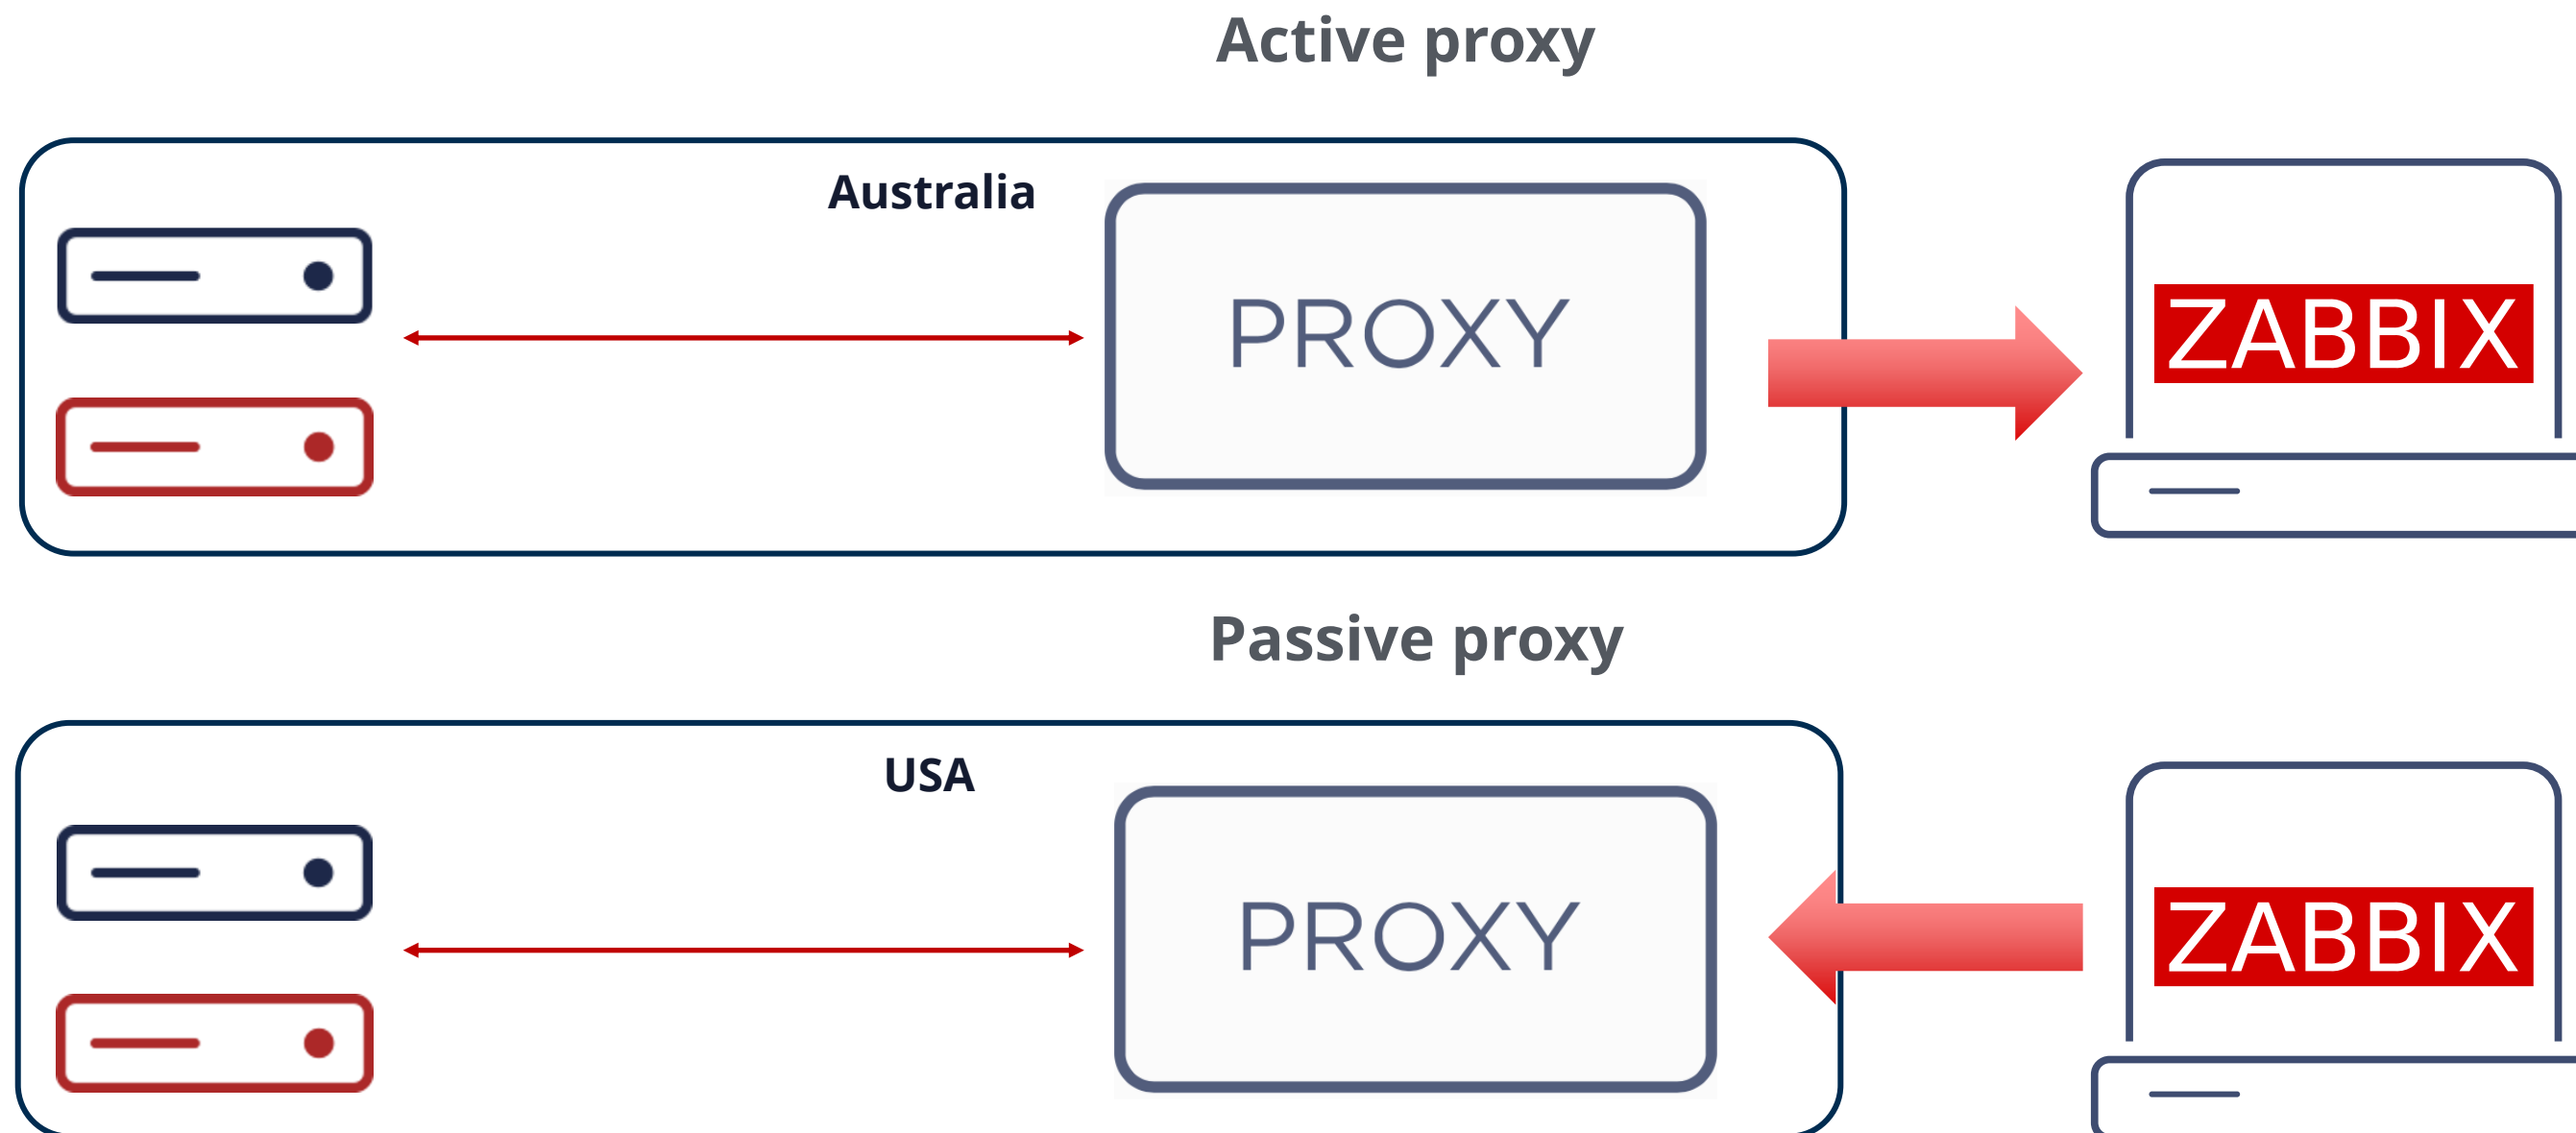 Active proxy
Australia
PROXY
ZABBIX
Passive proxy
USA
PROXY
ZABBIX